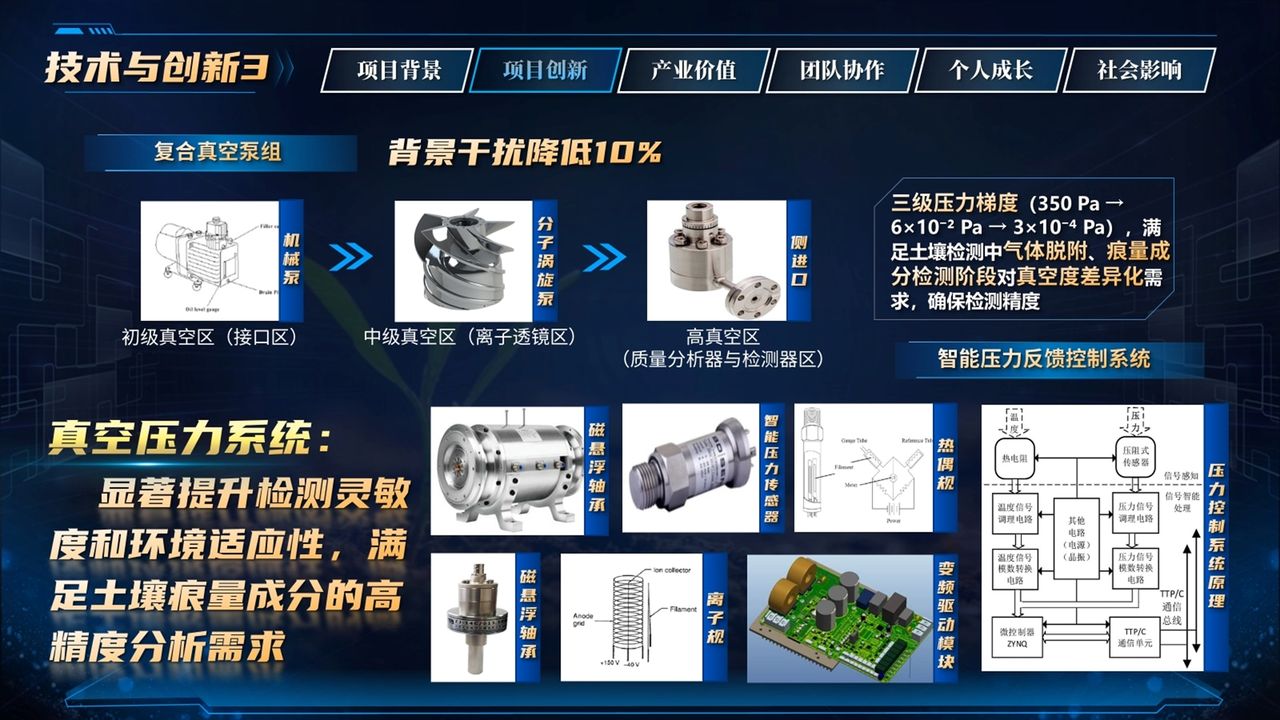 技术与创新3
项目背景
项目创新
产业价值
团队协作
个人成长
社会影响
复合真空泵组
背景干扰降低10%
机械泵
Oil level gauge
初级真空区（接口区）
分子涡旋泵
中级真空区（离子透镜区）
侧进口
高真空区
（质量分析器与检测器区）
三级压力梯度（350 Pa →
6×10⁻² Pa → 3×10⁻⁴ Pa），满
足土壤检测中气体脱附、痕量成
分检测阶段对真空度差异化需
求，确保检测精度
智能压力反馈控制系统
真空压力系统：
显著提升检测灵敏
度和环境适应性，满
足土壤痕量成分的高
精度分析需求
磁悬浮轴承
智能压力传感器
Gauge Tube
Reference Tub
Filament
Meter
Power
热偶规
磁悬浮轴承
Ion collector
Anode
grid
Filament
+150 V
-40 V
离子规
变频驱动模块
温度
压力
热电阻
压阻式
传感器
信号感知
信号智能
处理
温度信号
调理电路
其他
电路
（电源）
（晶振）
压力信号
调理电路
温度信号
模数转换
电路
压力信号
模数转换
电路
TTP/C
通信
总线
微控制器
ZYNQ
TTP/C
通信单元
压力控制系统原理